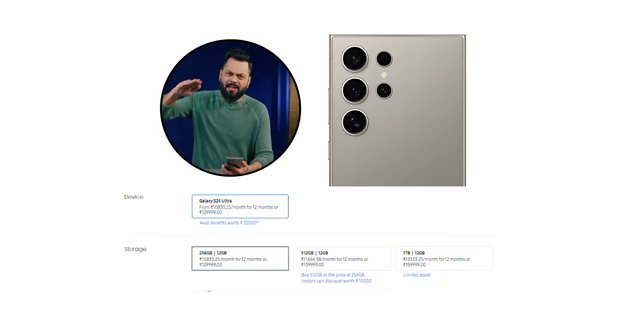 Device
Galaxy S24 Ultra
From ₹10833.25/month for 12 months or
₹129999.00
Avail benefits worth ₹ 22000*
Storage
256GB | 12GB
₹10833.25/month for 12 months or
₹129999.00
512GB | 12GB
₹11666.58/month for 12 months or
₹139999.00
Buy 512GB at the price of 256GB
Instant cart discount worth ₹10000
1TB | 12GB
₹13333.25/month for 12 months or
₹159999.00
Limited stock!